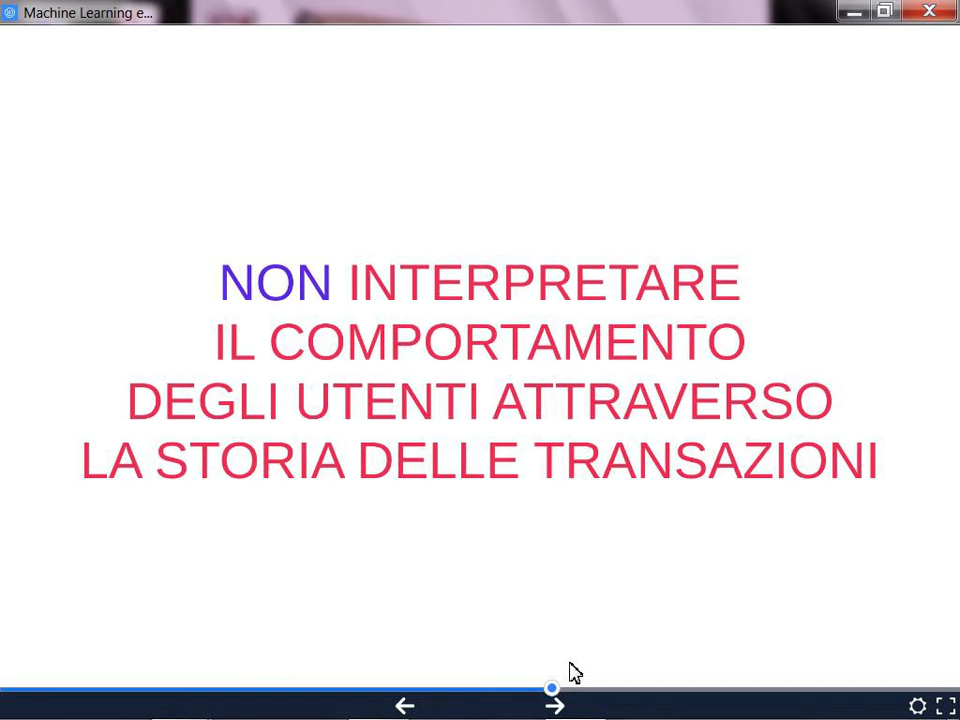 Machine Learning e...
NON INTERPRETARE
IL COMPORTAMENTO
DEGLI UTENTI ATTRAVERSO
LA STORIA DELLE TRANSAZIONI